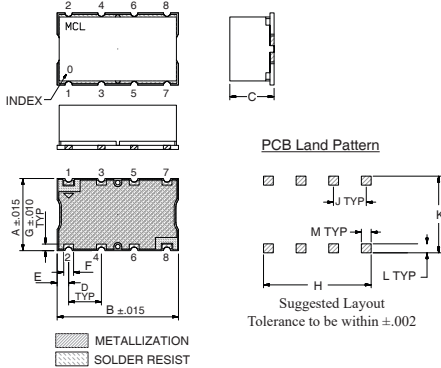 2 4 6 8
MCL
0
INDEX
1 3 5 7
C
PCB Land Pattern
1 3 5 7
A ±.015
G ±.010
TYP
J TYP
K
M TYP
L TYP
2 4 6 8
E
F
D
TYP
H
B ±.015
Suggested Layout
Tolerance to be within ±.002
METALLIZATION
SOLDER RESIST